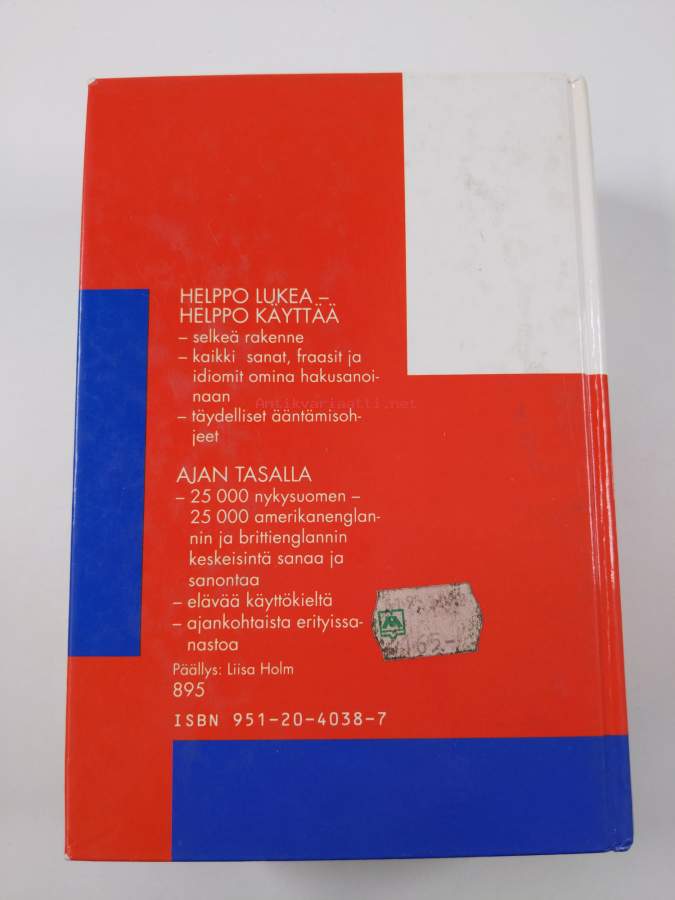 HELPPO LUKEA –
HELPPO KÄYTTÄÄ
– selkeä rakenne
– kaikki sanat, fraasit ja
idiomit omina hakusanoi-
naan
Antikvariaatti.net
– täydelliset ääntämisoh-
jeet
AJAN TASALLA
– 25 000 nykysuomen –
25 000 amerikanenglan-
nin ja brittienglannin
keskeisintä sanaa ja
sanontaa
– elävää käyttökieltä
– ajankohtaista erityissa-
nastoa
65-
Päällys: Liisa Holm
895
ISBN 951-20-4038-7